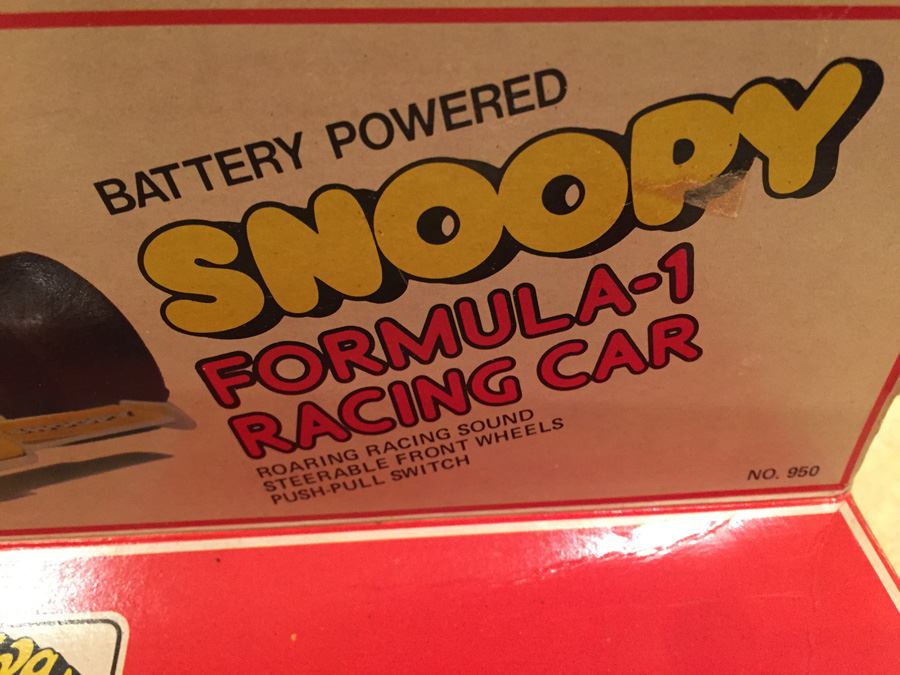 BATTERY POWERED
SNOOPY
FORMULA-1
RACING CAR
ROARING RACING SOUND
STEERABLE FRONT WHEELS
PUSH-PULL SWITCH
NO. 950